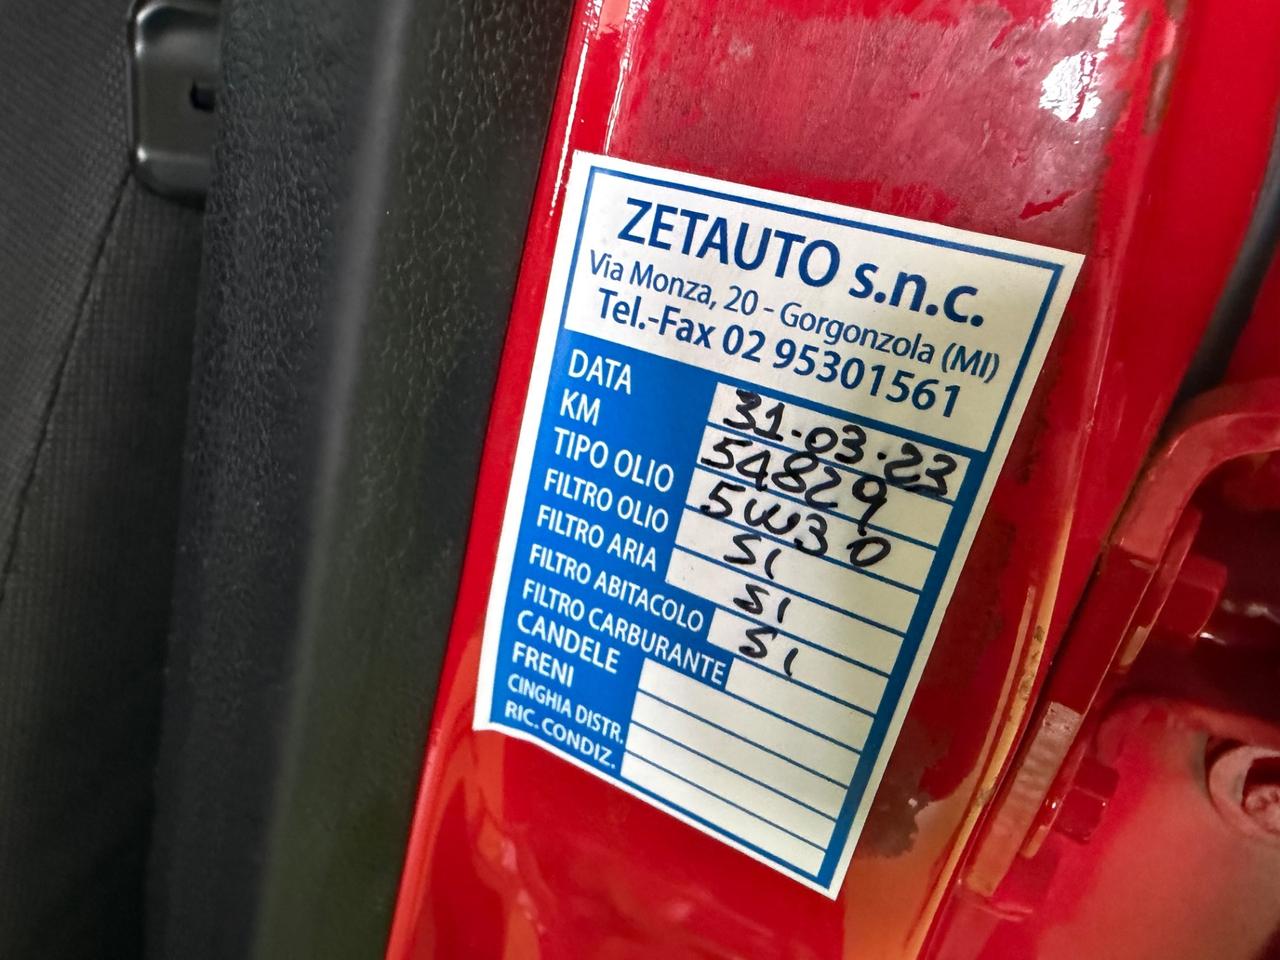 ZETAUTO s.n.c.
Via Monza, 20 - Gorgonzola (MI)
Tel.-Fax 02 95301561
DATA 31-03-23
KM 54829
TIPO OLIO 5W30
FILTRO OLIO SI
FILTRO ARIA SI
FILTRO ABITACOLO SI
FILTRO CARBURANTE
CANDELE
FRENI
CINGHIA DISTR.
RIC. CONDIZ.